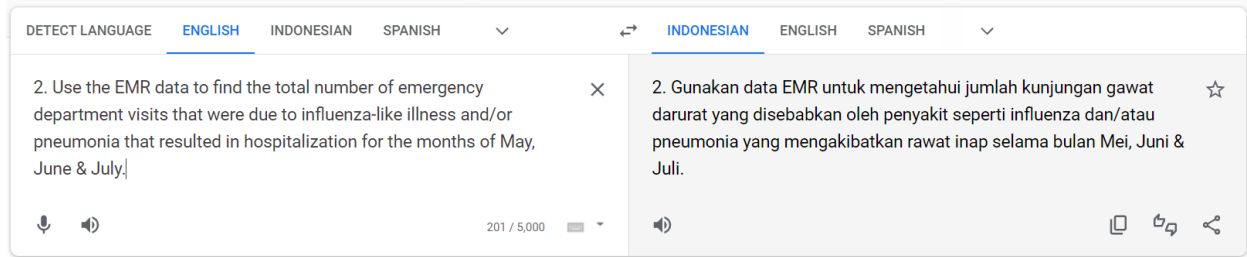 DETECT LANGUAGE ENGLISH INDONESIAN SPANISH INDONESIAN ENGLISH SPANISH
2. Use the EMR data to find the total number of emergency
department visits that were due to influenza-like illness and/or
pneumonia that resulted in hospitalization for the months of May,
June & July.
201 / 5,000
2. Gunakan data EMR untuk mengetahui jumlah kunjungan gawat
darurat yang disebabkan oleh penyakit seperti influenza dan/atau
pneumonia yang mengakibatkan rawat inap selama bulan Mei, Juni &
Juli.